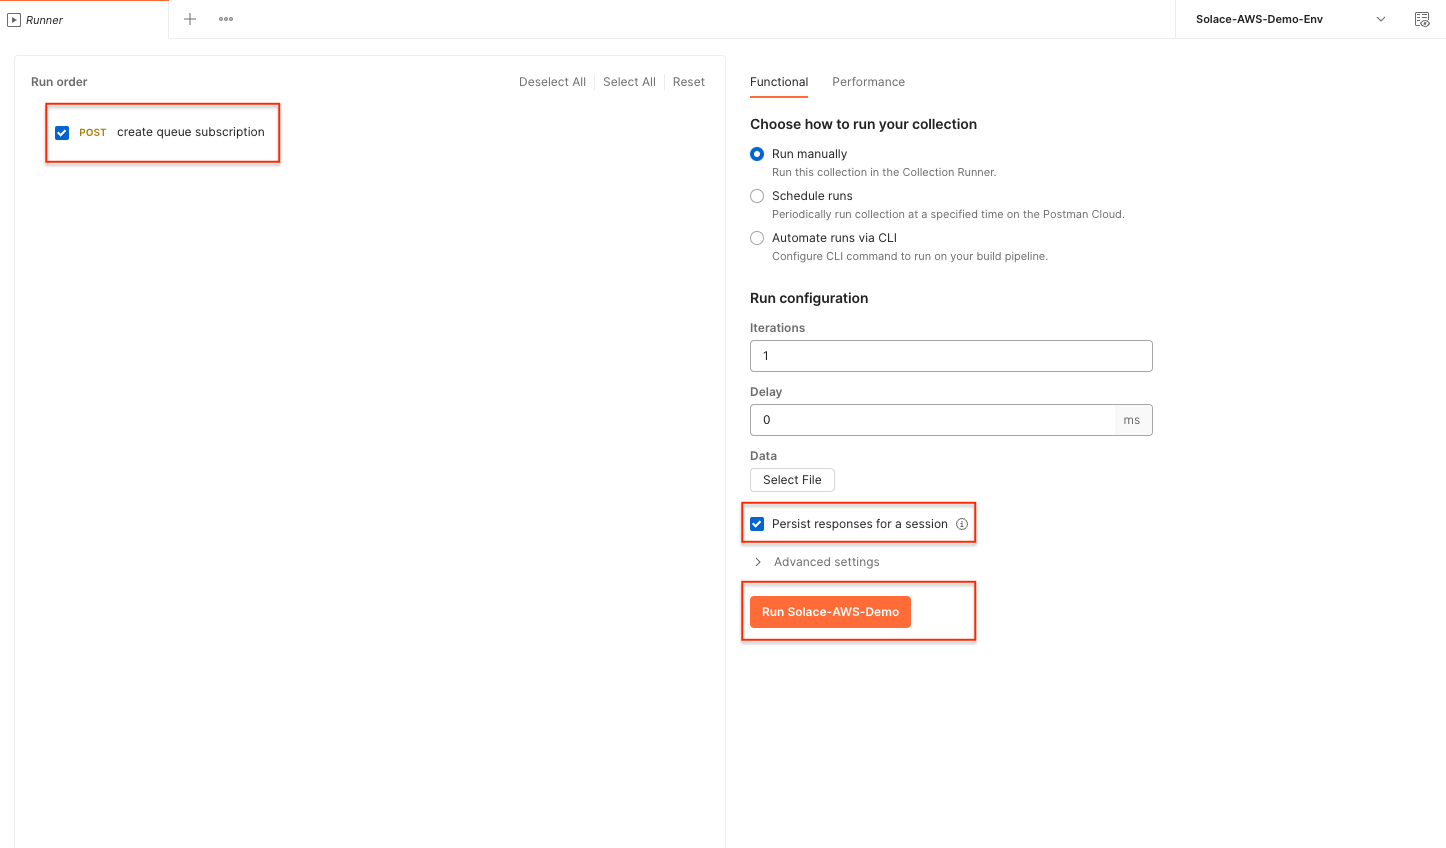 Runner
Solace-AWS-Demo-Env
Run order
Deselect All
Select All
Reset
POST create queue subscription
Functional
Performance
Choose how to run your collection
Run manually
Run this collection in the Collection Runner.
Schedule runs
Periodically run collection at a specified time on the Postman Cloud.
Automate runs via CLI
Configure CLI command to run on your build pipeline.
Run configuration
Iterations
1
Delay
0
ms
Data
Select File
Persist responses for a session
Advanced settings
Run Solace-AWS-Demo